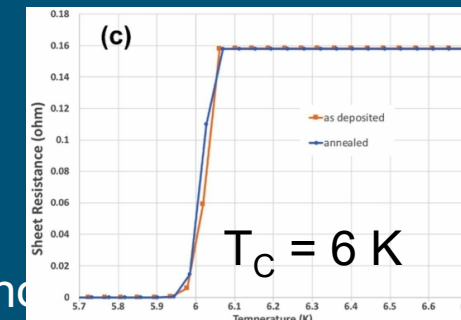 0.18
(c)
0.16
0.14
0.12
0.1
0.08
0.06
0.04
0.02
0
Sheet Resistance (ohm)
as deposited
annealed
T_C = 6 K
5.7 5.8 5.9 6 6.1 6.2 6.3 6.4 6.5 6.6
Temperature (K)